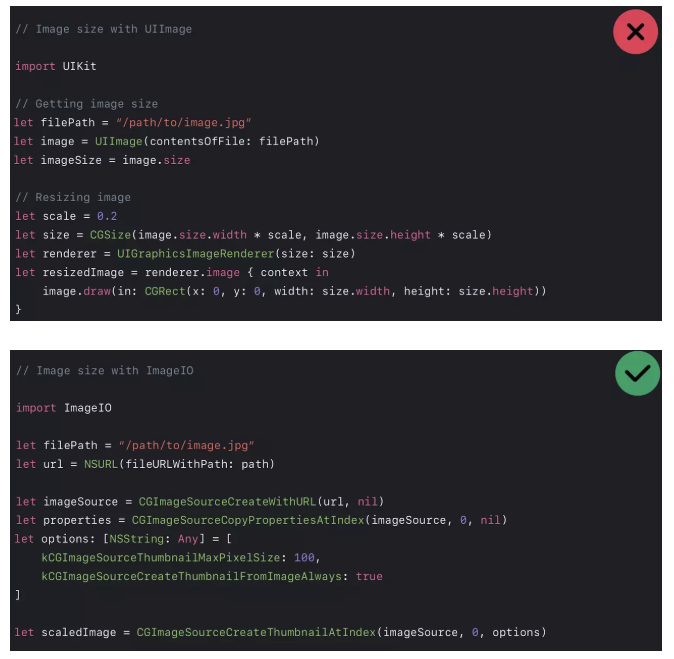 // Image size with UIImage
import UIKit
// Getting image size
let filePath = “/path/to/image.jpg”
let image = UIImage(contentsOfFile: filePath)
let imageSize = image.size
// Resizing image
let scale = 0.2
let size = CGSize(image.size.width * scale, image.size.height * scale)
let renderer = UIGraphicsImageRenderer(size: size)
let resizedImage = renderer.image { context in
    image.draw(in: CGRect(x: 0, y: 0, width: size.width, height: size.height))
}
// Image size with ImageIO
import ImageIO
let filePath = “/path/to/image.jpg”
let url = NSURL(fileURLWithPath: path)
let imageSource = CGImageSourceCreateWithURL(url, nil)
let properties = CGImageSourceCopyPropertiesAtIndex(imageSource, 0, nil)
let options: [NSString: Any] = [
    kCGImageSourceThumbnailMaxPixelSize: 100,
    kCGImageSourceCreateThumbnailFromImageAlways: true
]
let scaledImage = CGImageSourceCreateThumbnailAtIndex(imageSource, 0, options)